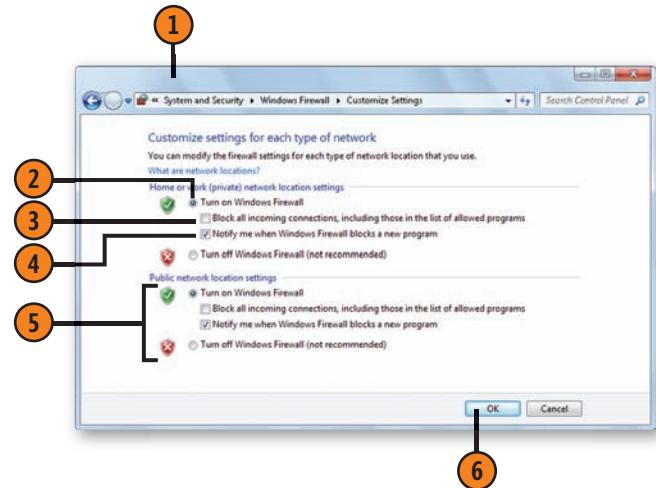 1
« System and Security ▸ Windows Firewall ▸ Customize Settings
Search Control Panel
Customize settings for each type of network
You can modify the firewall settings for each type of network location that you use.
What are network locations?
2
Home or work (private) network location settings
Turn on Windows Firewall
3
Block all incoming connections, including those in the list of allowed programs
4
Notify me when Windows Firewall blocks a new program
Turn off Windows Firewall (not recommended)
Public network location settings
Turn on Windows Firewall
5
Block all incoming connections, including those in the list of allowed programs
Notify me when Windows Firewall blocks a new program
Turn off Windows Firewall (not recommended)
OK
Cancel
6